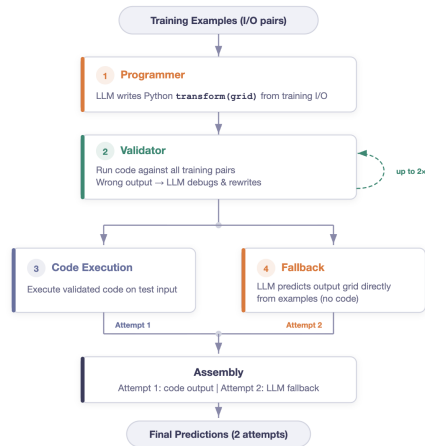 Training Examples (I/O pairs)
1 Programmer
LLM writes Python transform(grid) from training I/O
2 Validator
Run code against all training pairs
Wrong output → LLM debugs & rewrites
up to 2×
3 Code Execution
Execute validated code on test input
4 Fallback
LLM predicts output grid directly
from examples (no code)
Attempt 1
Attempt 2
Assembly
Attempt 1: code output | Attempt 2: LLM fallback
Final Predictions (2 attempts)